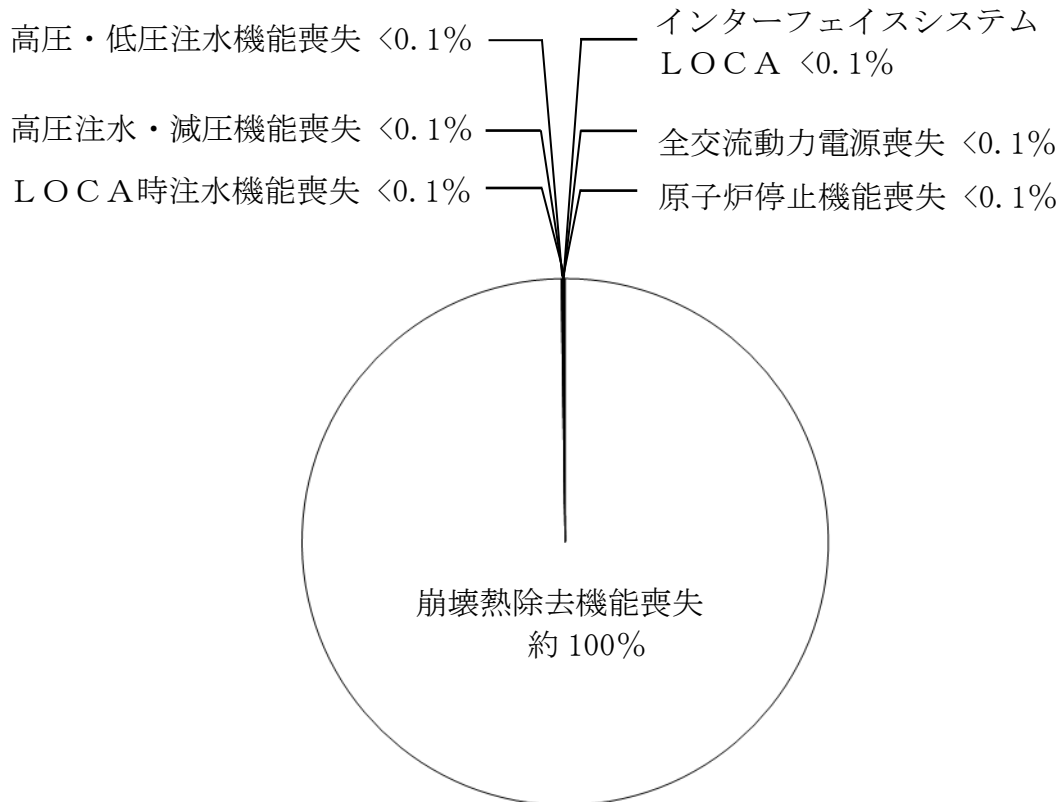 高圧・低圧注水機能喪失 <0.1%
高圧注水・減圧機能喪失 <0.1%
ＬＯＣＡ時注水機能喪失 <0.1%
インターフェイスシステム
ＬＯＣＡ <0.1%
全交流動力電源喪失 <0.1%
原子炉停止機能喪失 <0.1%
崩壊熱除去機能喪失
約 100%